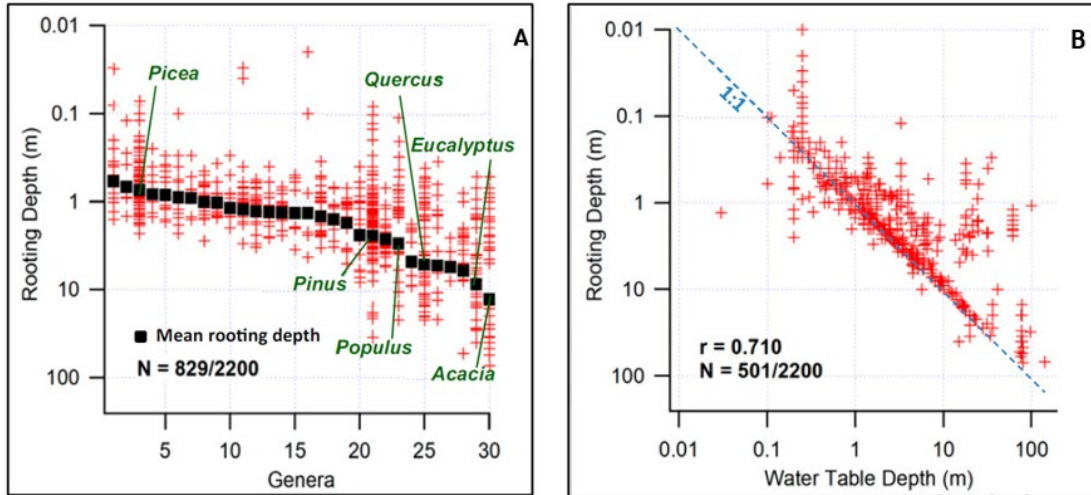 A
Rooting Depth (m)
0.01
0.1
1
10
100
Picea
Quercus
Eucalyptus
Pinus
Populus
Acacia
Mean rooting depth
N = 829/2200
5
10
15
20
25
30
Genera
B
Rooting Depth (m)
0.01
0.1
1
10
100
1:1
r = 0.710
N = 501/2200
0.01
0.1
1
10
100
Water Table Depth (m)